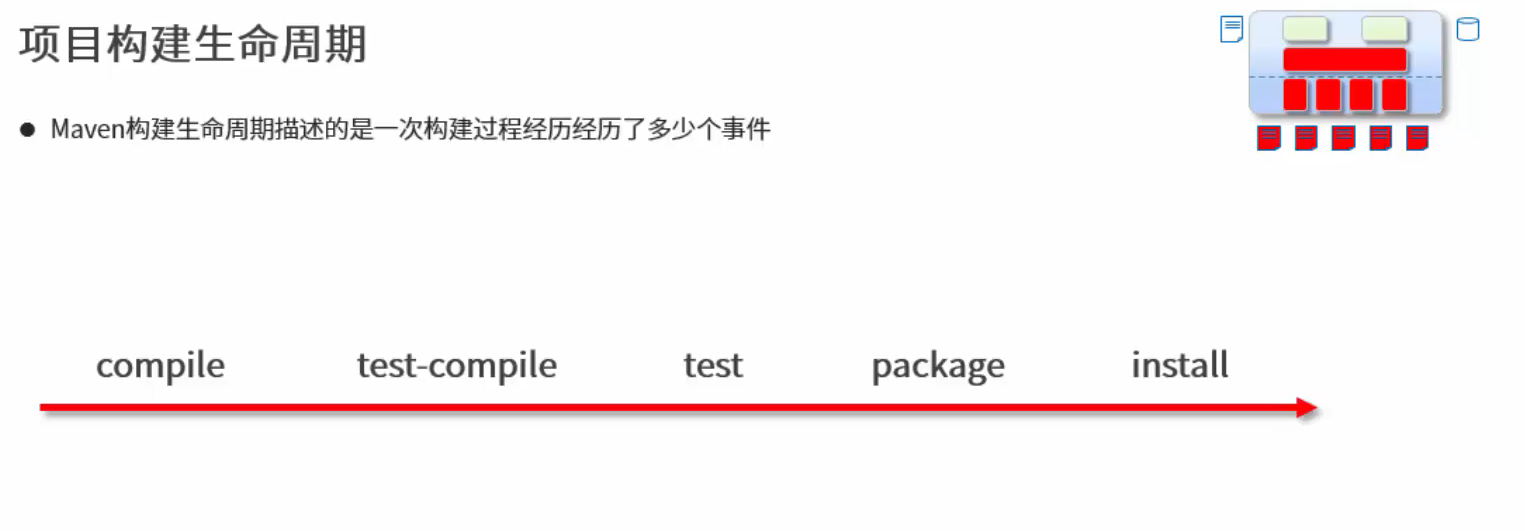 项目构建生命周期
● Maven构建生命周期描述的是一次构建过程经历经历了多少个事件
compile test-compile test package install